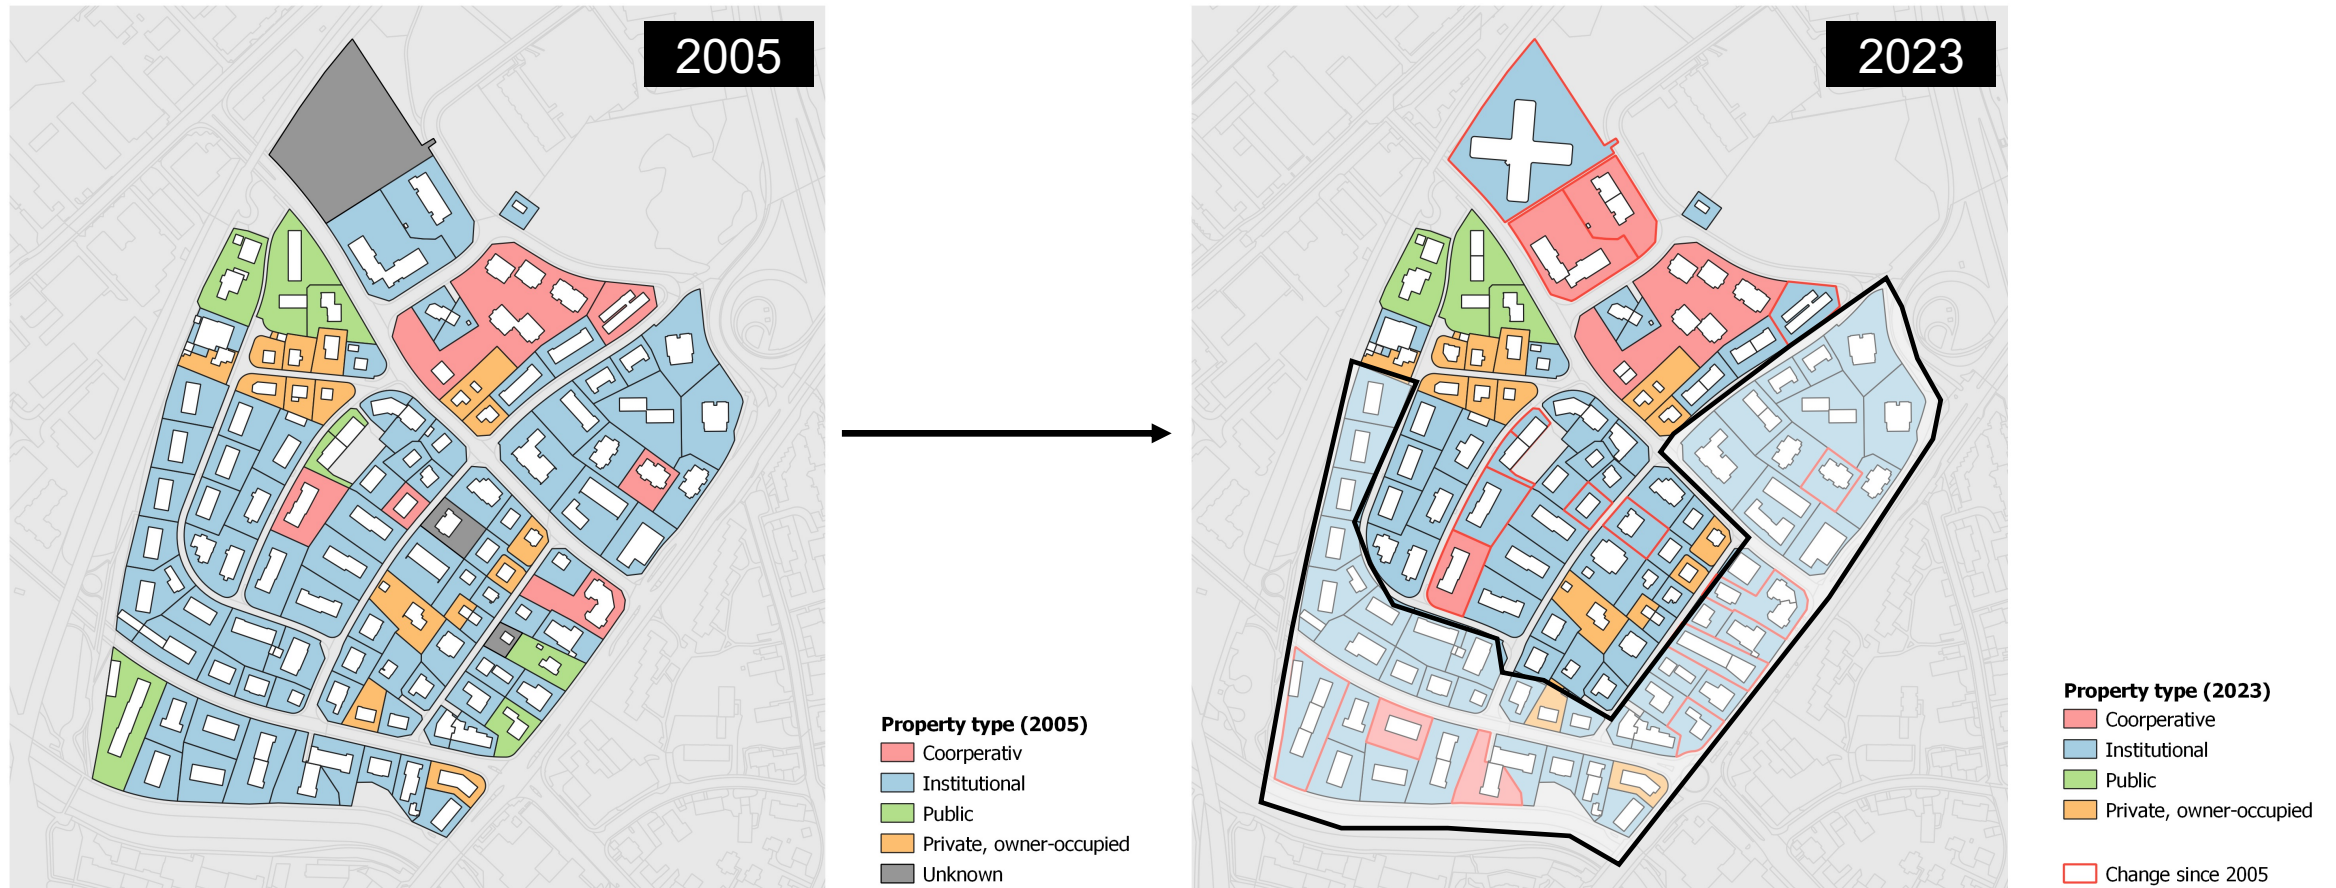 2005
2023
Property type (2005)
Coorperativ
Institutional
Public
Private, owner-occupied
Unknown
Property type (2023)
Coorperative
Institutional
Public
Private, owner-occupied
Change since 2005